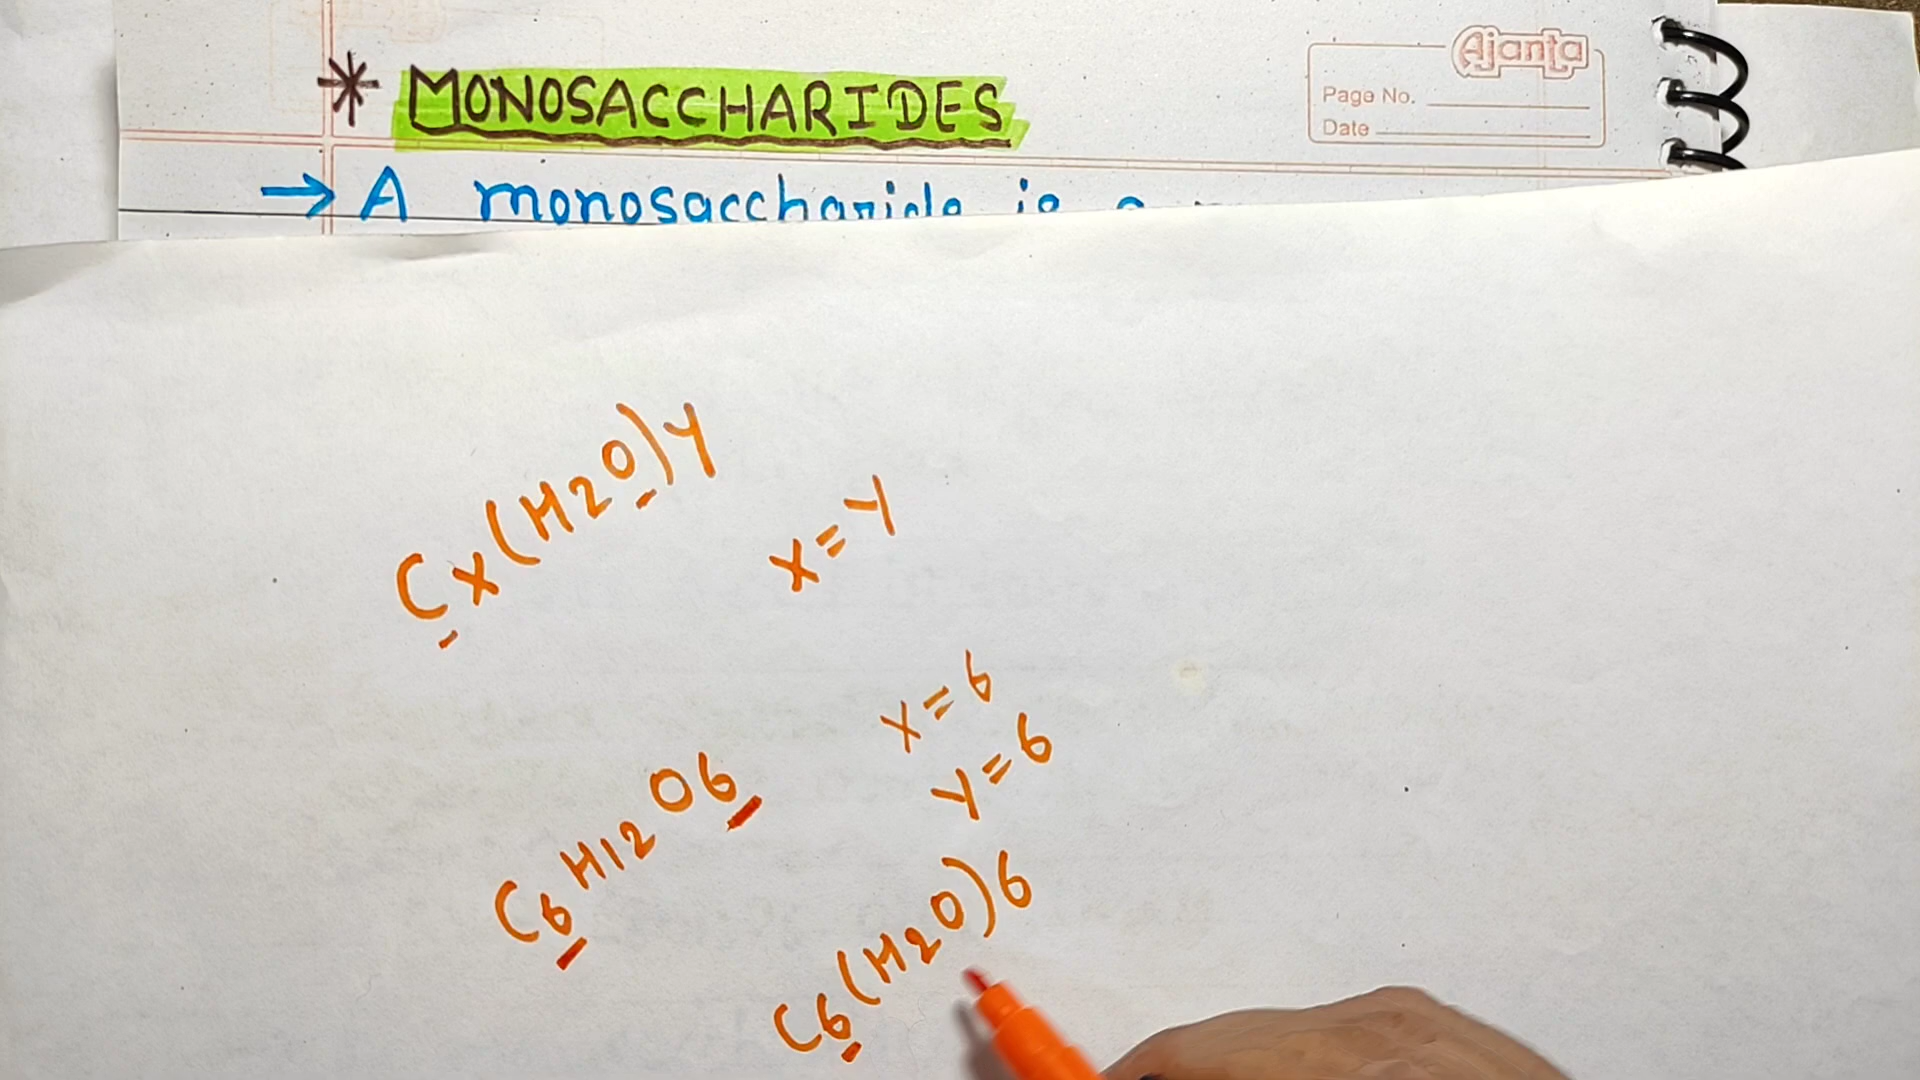 * MONOSACCHARIDES
Ajanta
Page No.
Date
→ A monosaccharide is a
Cx(H2O)Y
X=Y
X=6
Y=6
C6H12O6
C6(H2O)6